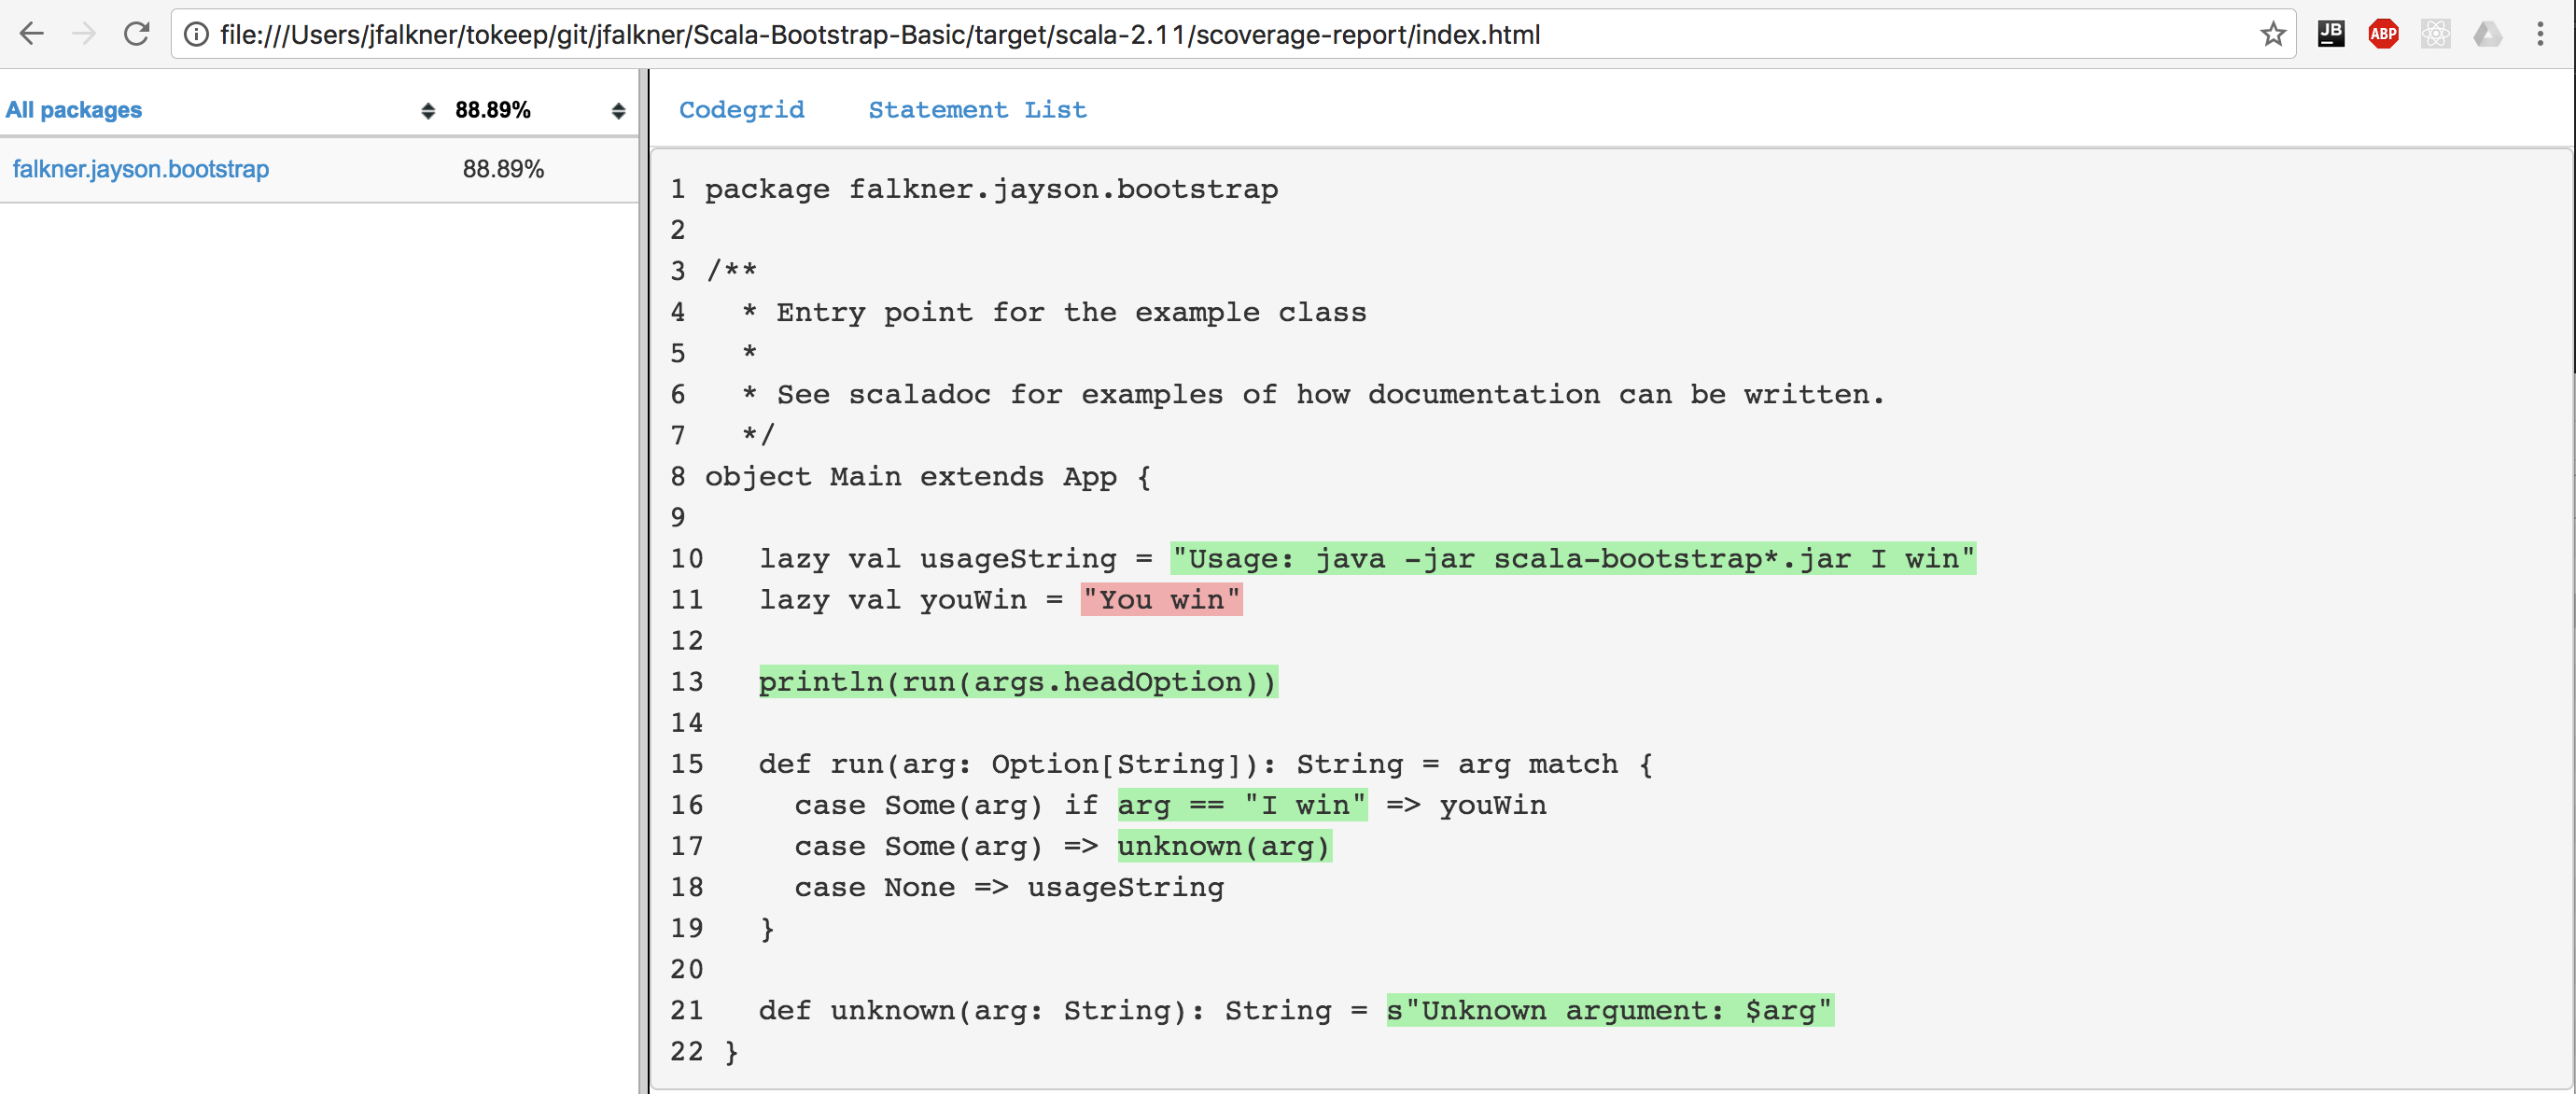 file:///Users/jfalkner/tokeep/git/jfalkner/Scala-Bootstrap-Basic/target/scala-2.11/scoverage-report/index.html
JB
ABP
All packages 88.89%
falkner.jayson.bootstrap 88.89%
Codegrid Statement List
1 package falkner.jayson.bootstrap
2
3 /**
4   * Entry point for the example class
5   *
6   * See scaladoc for examples of how documentation can be written.
7   */
8 object Main extends App {
9
10   lazy val usageString = "Usage: java -jar scala-bootstrap*.jar I win"
11   lazy val youWin = "You win"
12
13   println(run(args.headOption))
14
15   def run(arg: Option[String]): String = arg match {
16     case Some(arg) if arg == "I win" => youWin
17     case Some(arg) => unknown(arg)
18     case None => usageString
19   }
20
21   def unknown(arg: String): String = s"Unknown argument: $arg"
22 }